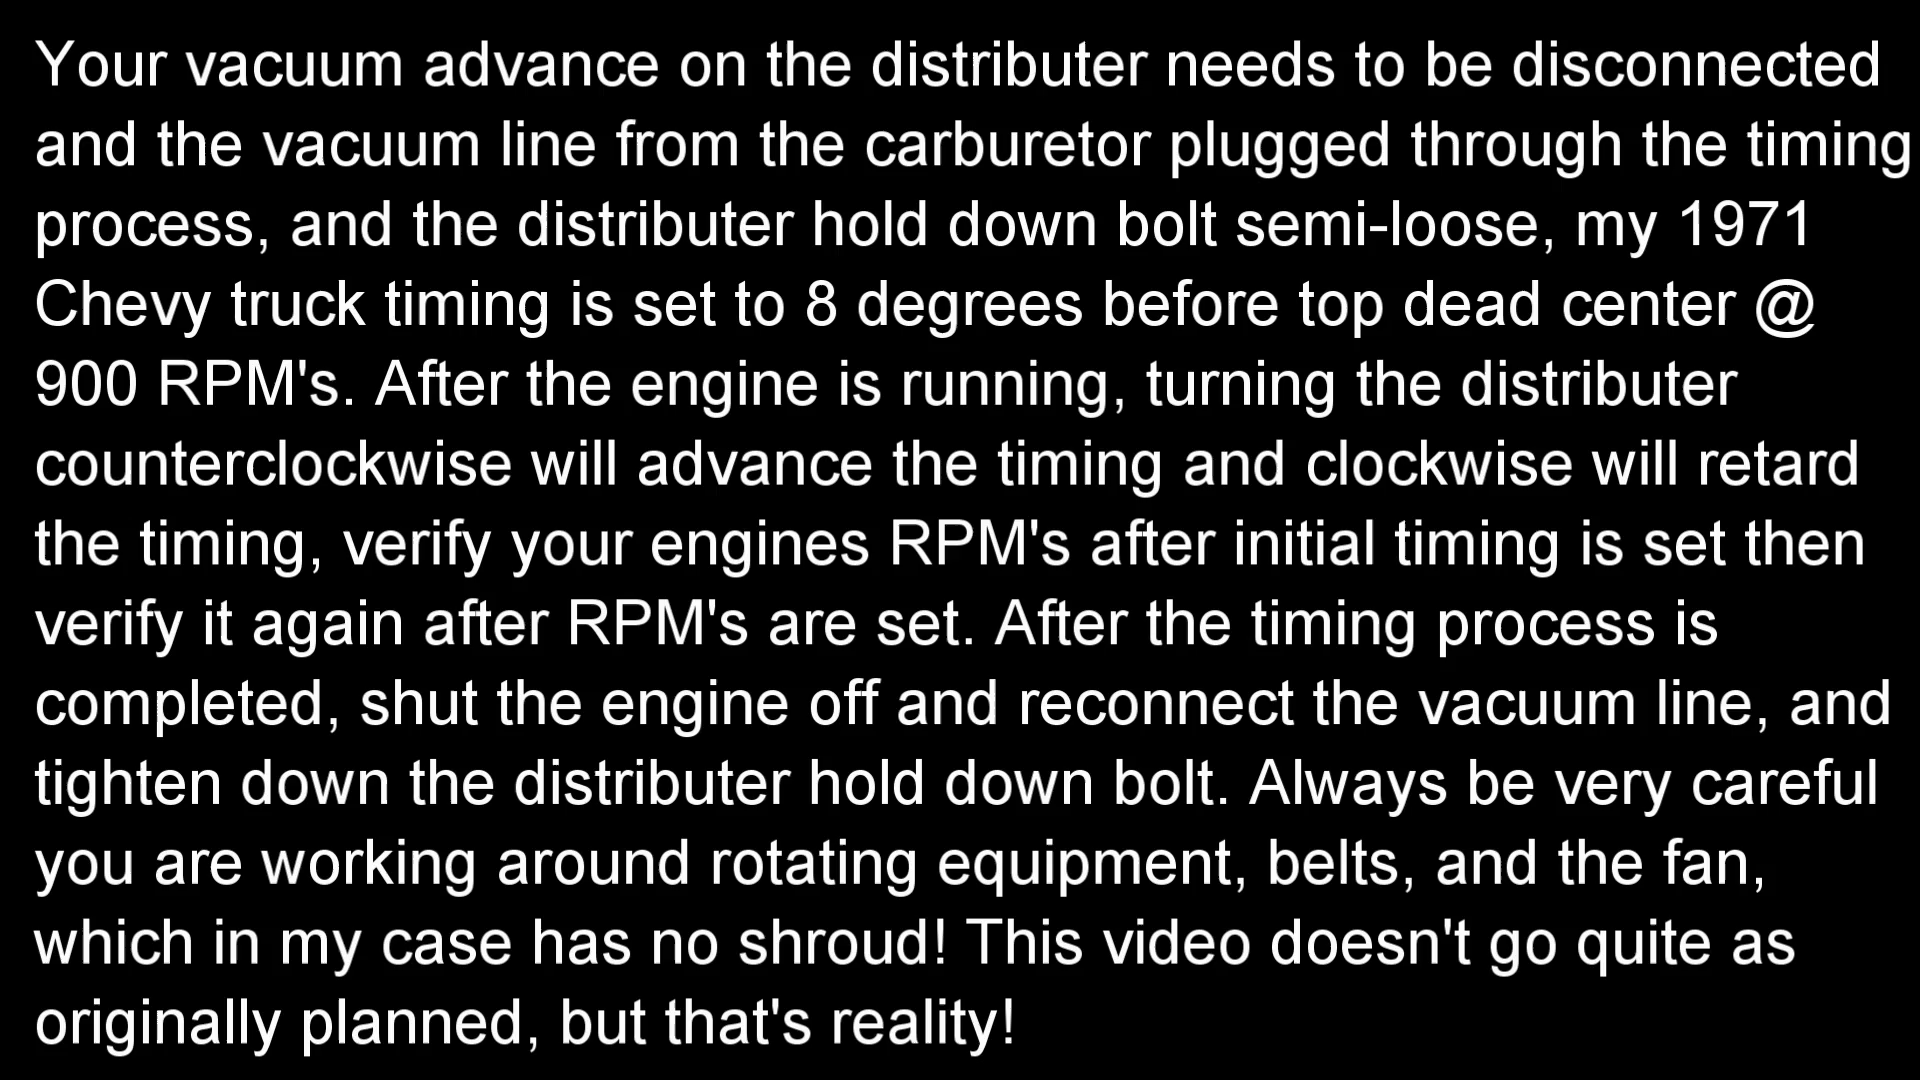 Your vacuum advance on the distributer needs to be disconnected
and the vacuum line from the carburetor plugged through the timing
process, and the distributer hold down bolt semi-loose, my 1971
Chevy truck timing is set to 8 degrees before top dead center @
900 RPM's. After the engine is running, turning the distributer
counterclockwise will advance the timing and clockwise will retard
the timing, verify your engines RPM's after initial timing is set then
verify it again after RPM's are set. After the timing process is
completed, shut the engine off and reconnect the vacuum line, and
tighten down the distributer hold down bolt. Always be very careful
you are working around rotating equipment, belts, and the fan,
which in my case has no shroud! This video doesn't go quite as
originally planned, but that's reality!